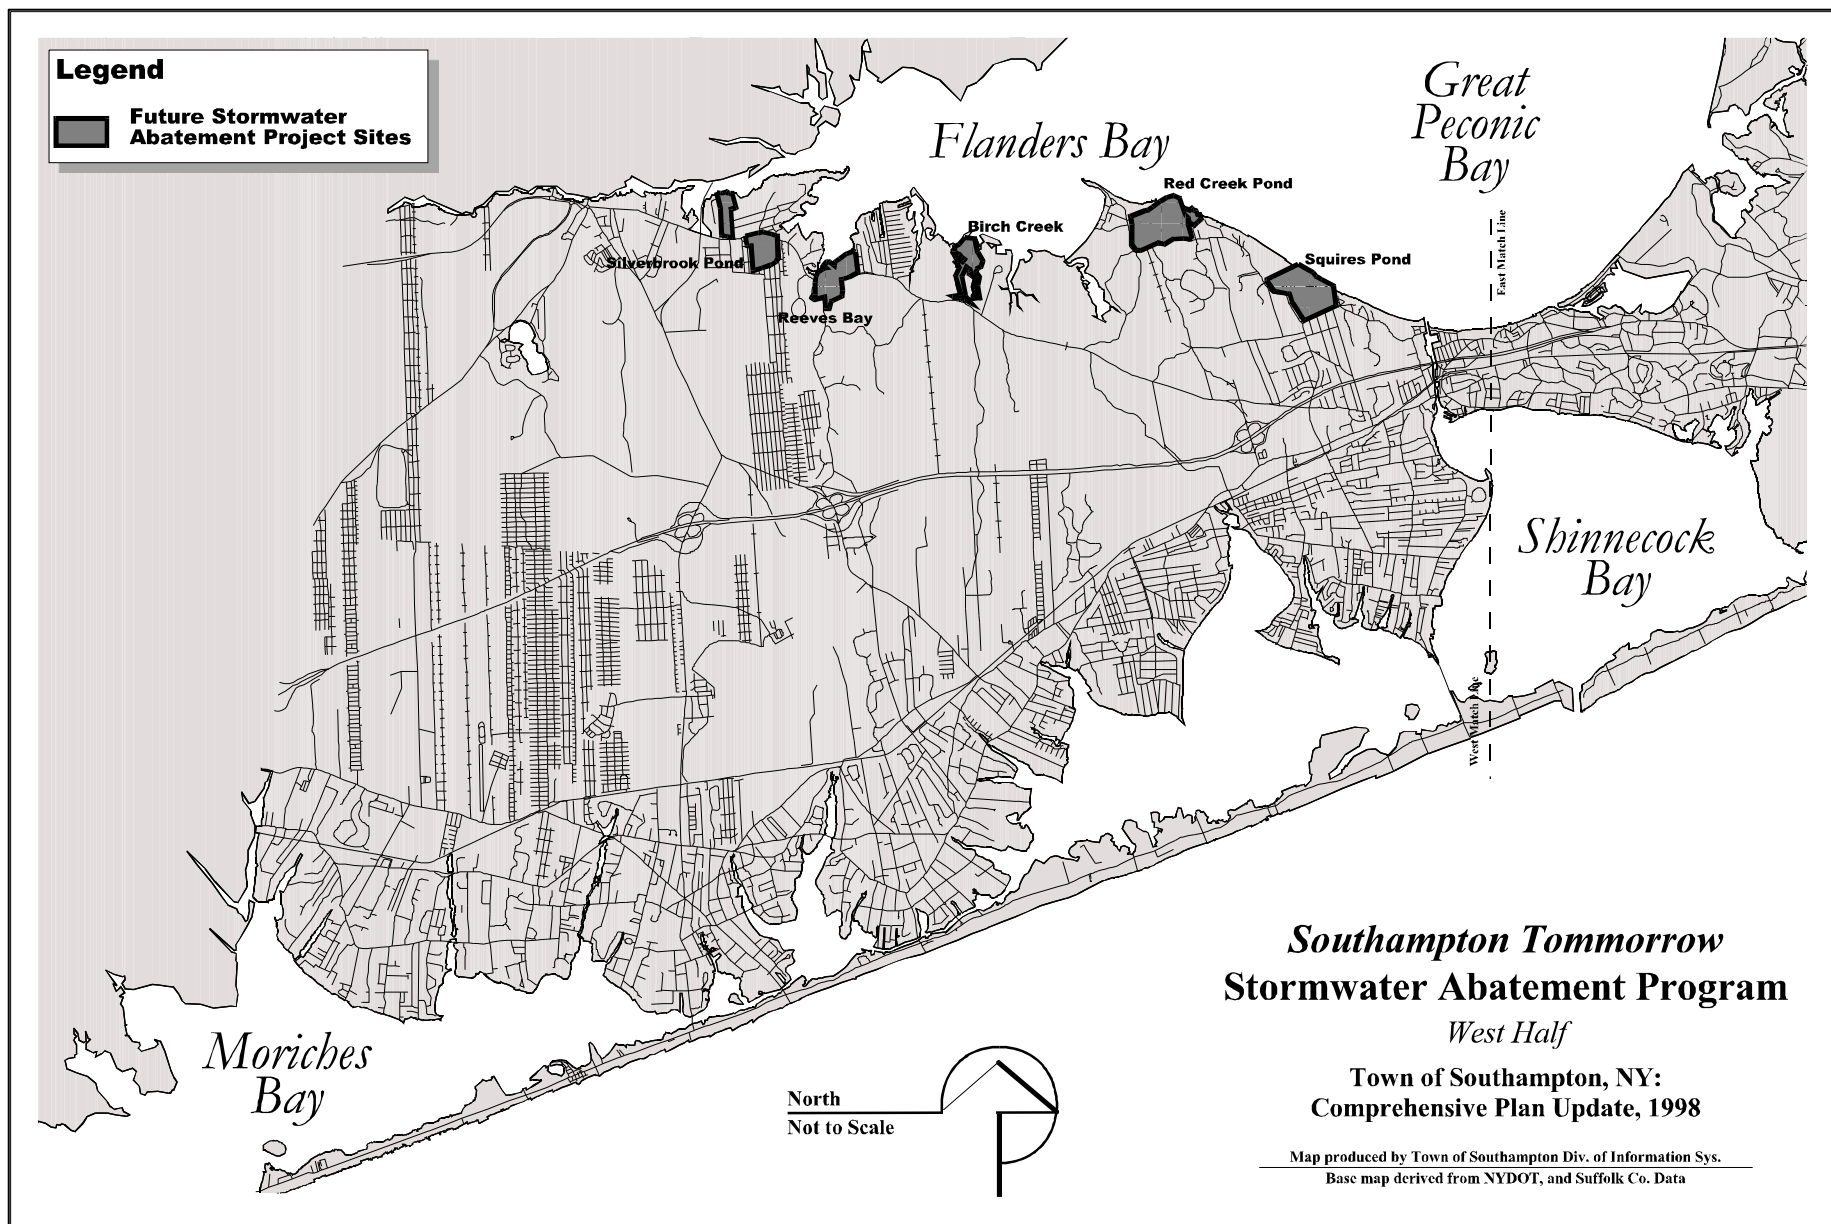 Legend
Future Stormwater
Abatement Project Sites
Flanders Bay
Great
Peconic
Bay
Red Creek Pond
Birch Creek
Silverbrook Pond
Squires Pond
Reeves Bay
East Match Line
Shinnecock
Bay
West Match Line
Moriches
Bay
North
Not to Scale
Southampton Tommorrow
Stormwater Abatement Program
West Half
Town of Southampton, NY:
Comprehensive Plan Update, 1998
Map produced by Town of Southampton Div. of Information Sys.
Base map derived from NYDOT, and Suffolk Co. Data